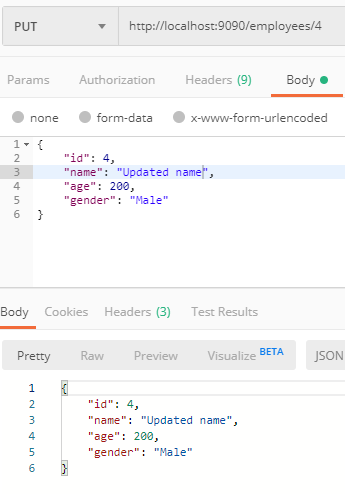 PUT http://localhost:9090/employees/4
Params Authorization Headers (9) Body
none form-data x-www-form-urlencoded
1 {
2 "id": 4,
3 "name": "Updated name",
4 "age": 200,
5 "gender": "Male"
6 }
Body Cookies Headers (3) Test Results
Pretty Raw Preview Visualize BETA JSON
1 {
2 "id": 4,
3 "name": "Updated name",
4 "age": 200,
5 "gender": "Male"
6 }